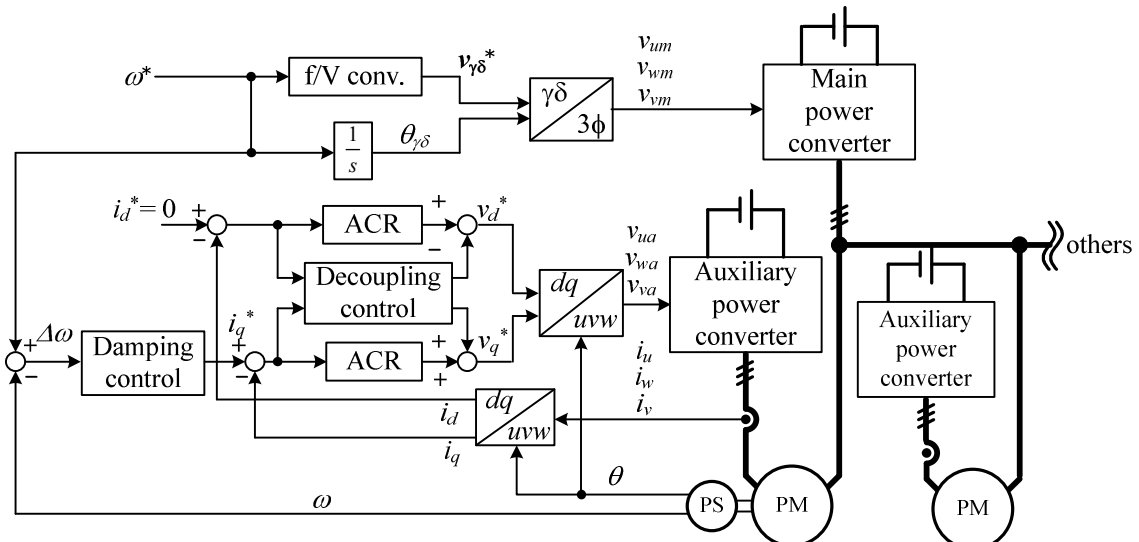 ω*
f/V conv.
vγδ*
γδ
3ϕ
vum
vwm
vvm
Main
power
converter
1
s
θγδ
id*= 0
+
−
ACR
+
−
vd*
Decoupling
control
dq
uvw
vua
vwa
vva
Auxiliary
power
converter
others
Auxiliary
power
converter
Δω
+
−
Damping
control
iq*
+
−
ACR
+
+
vq*
iu
iw
iv
id
iq
dq
uvw
θ
ω
PS
PM
PM